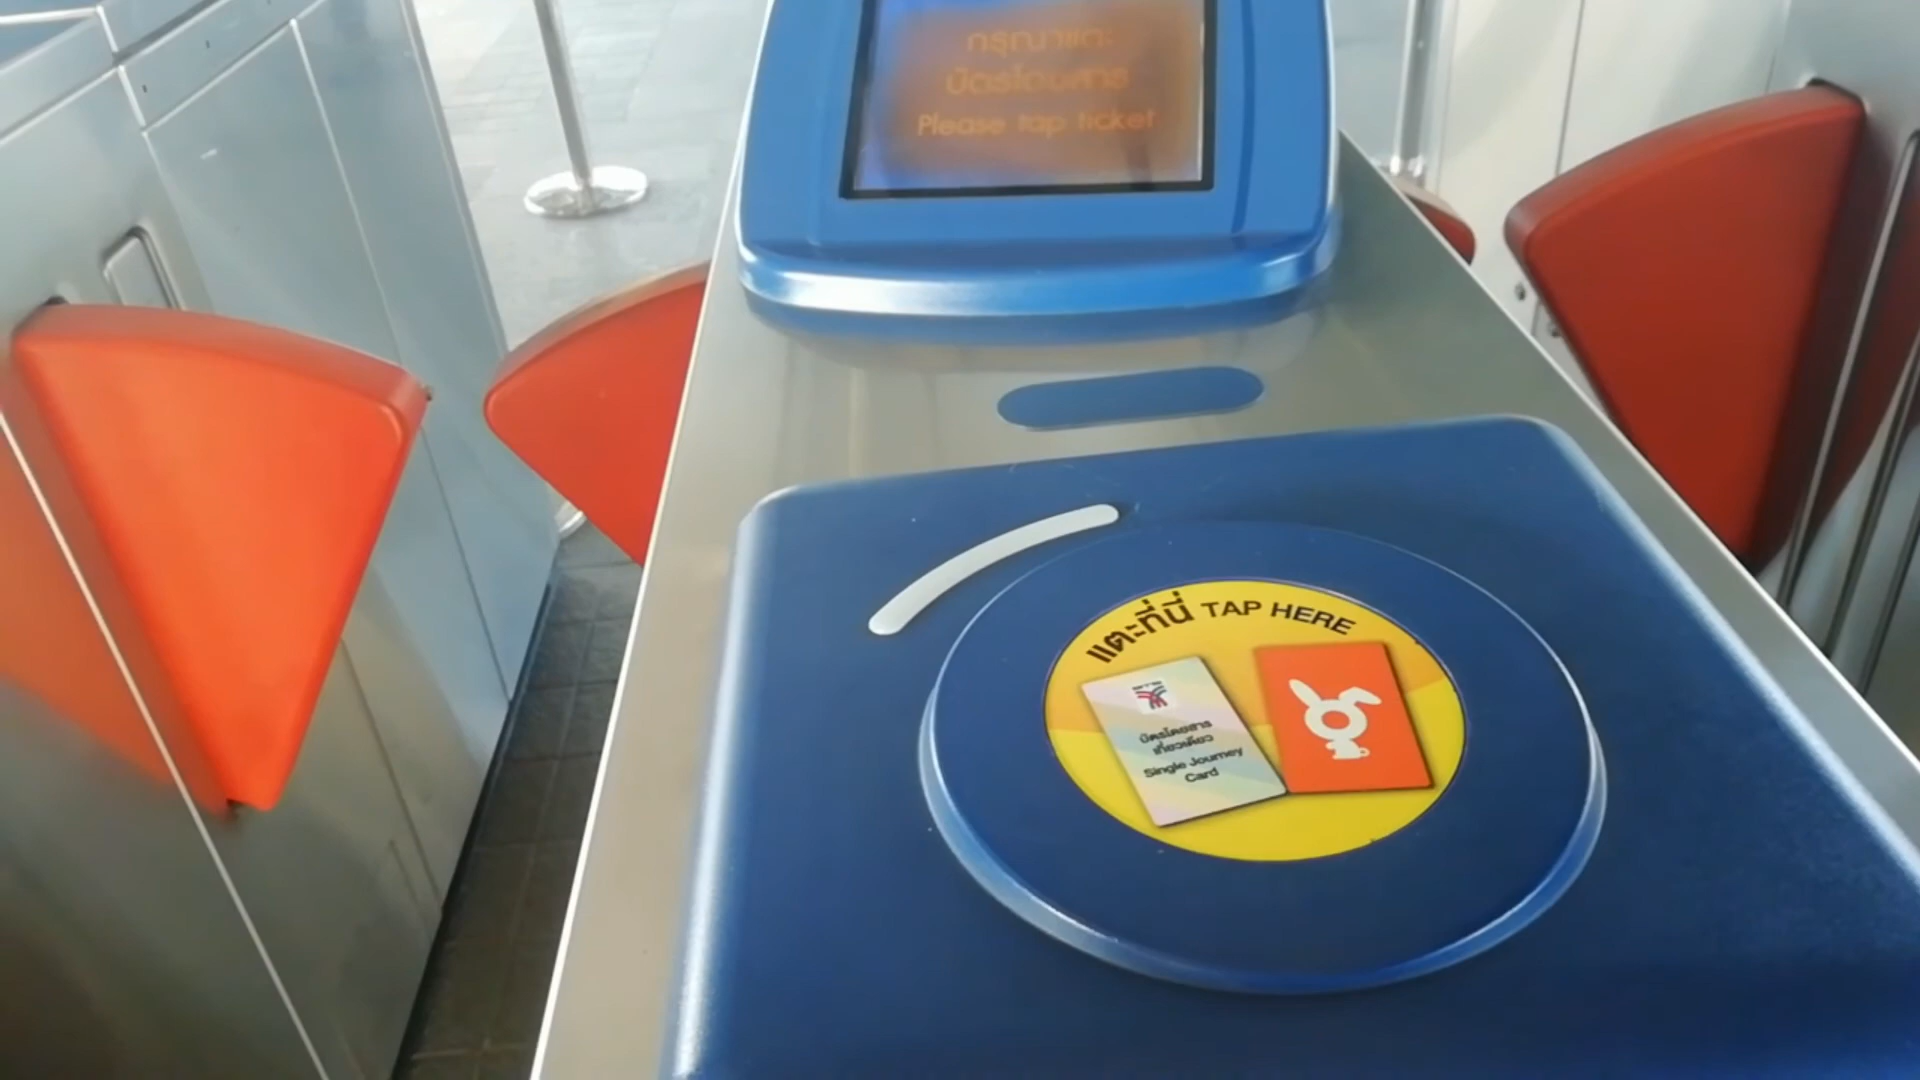 กรุณาแตะ
บัตรโดยสาร
Please tap ticket
แตะที่นี่ TAP HERE
BTS
บัตรโดยสาร
เที่ยวเดียว
Single Journey
Card